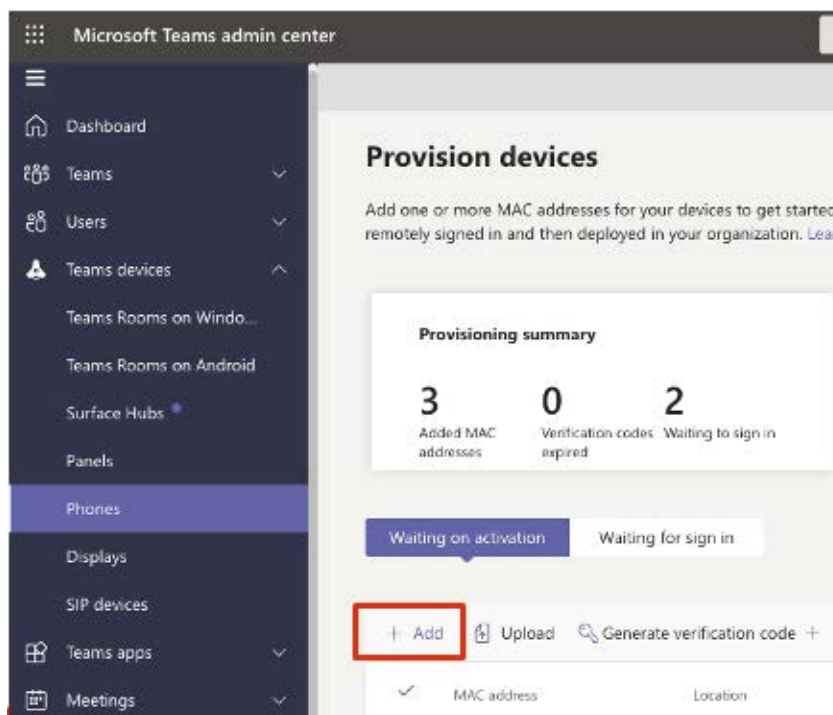 Microsoft Teams admin center
Dashboard
Teams
Users
Teams devices
Teams Rooms on Windo...
Teams Rooms on Android
Surface Hubs
Panels
Phones
Displays
SIP devices
Teams apps
Meetings
Provision devices
Add one or more MAC addresses for your devices to get started
remotely signed in and then deployed in your organization. Lea
Provisioning summary
3
Added MAC
addresses
0
Verification codes
expired
2
Waiting to sign in
Waiting on activation
Waiting for sign in
+ Add
Upload
Generate verification code +
MAC address
Location